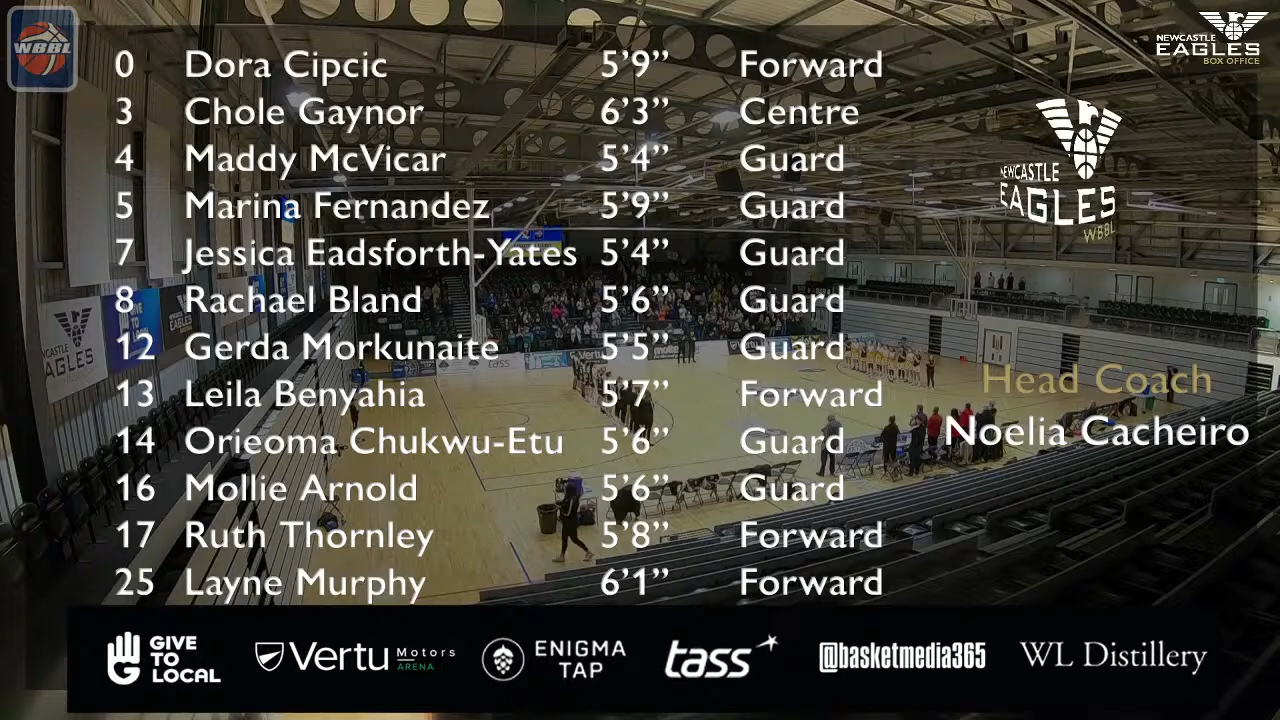 WBBL
NEWCASTLE
EAGLES
BOX OFFICE
0 Dora Cipcic 5’9” Forward
3 Chole Gaynor 6’3” Centre
4 Maddy McVicar 5’4” Guard
5 Marina Fernandez 5’9” Guard
7 Jessica Eadsforth-Yates 5’4” Guard
8 Rachael Bland 5’6” Guard
12 Gerda Morkunaite 5’5” Guard
13 Leila Benyahia 5’7” Forward
14 Orieoma Chukwu-Etu 5’6” Guard
16 Mollie Arnold 5’6” Guard
17 Ruth Thornley 5’8” Forward
25 Layne Murphy 6’1” Forward
NEWCASTLE
EAGLES
WBBL
Head Coach
Noelia Cacheiro
EAGLES
EAGLES
Vertu
tass
GIVE
TO
LOCAL
Vertu Motors
ARENA
ENIGMA
TAP
tass
@basketmedia365
WL Distillery